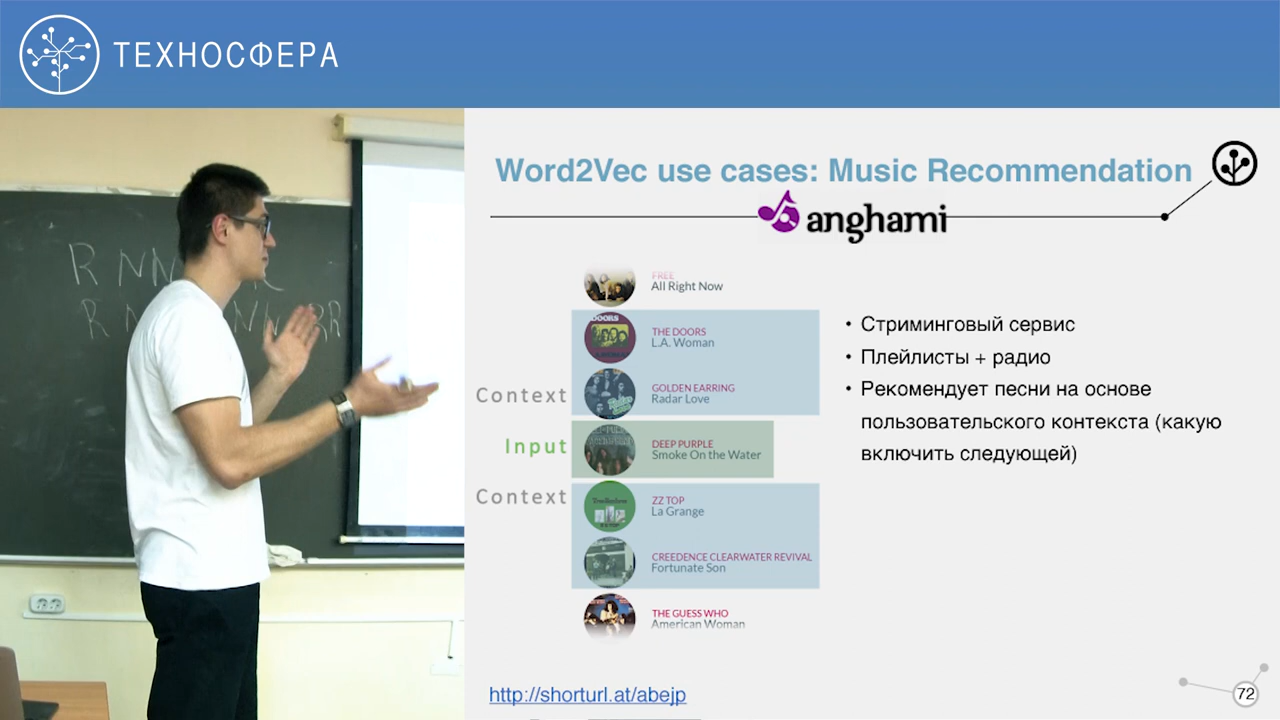 ТЕХНОСФЕРА
Word2Vec use cases: Music Recommendation
anghami
FREE
All Right Now
THE DOORS
L.A. Woman
Context
GOLDEN EARRING
Radar Love
Input
DEEP PURPLE
Smoke On the Water
Context
ZZ TOP
La Grange
CREEDENCE CLEARWATER REVIVAL
Fortunate Son
THE GUESS WHO
American Woman
• Стриминговый сервис
• Плейлисты + радио
• Рекомендует песни на основе
пользовательского контекста (какую
включить следующей)
http://shorturl.at/abejp
72